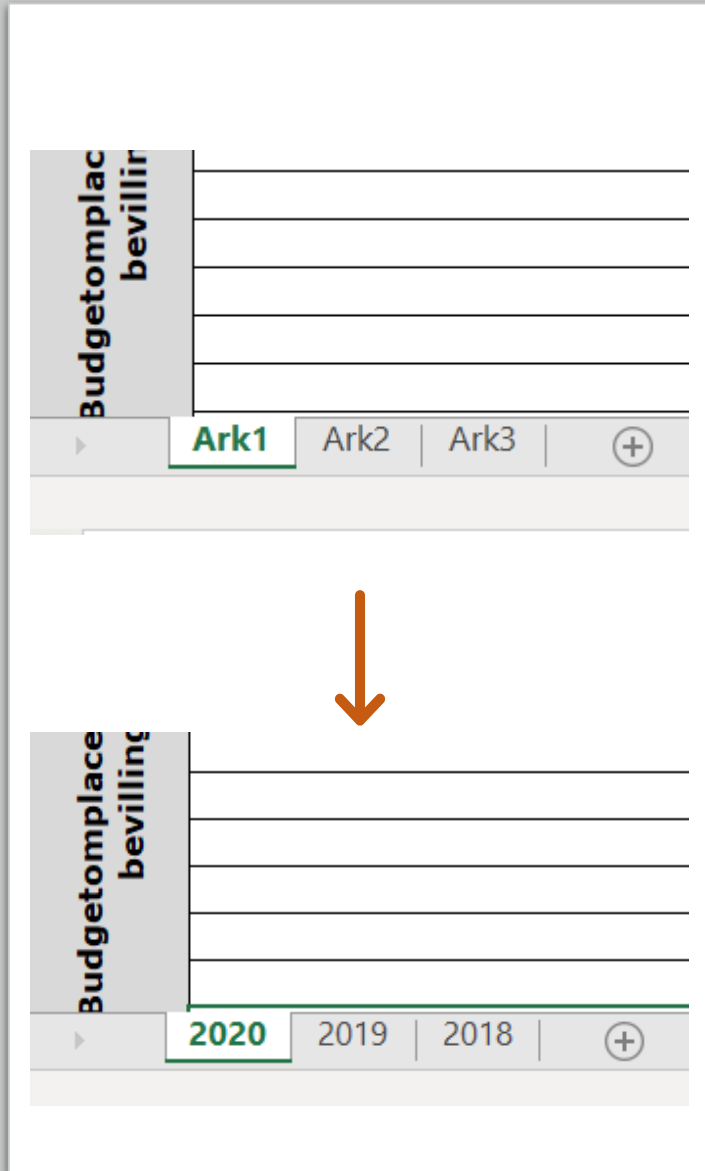 Budgetomplac
bevillin
Ark1 Ark2 Ark3
Budgetomplace
bevilling
2020 2019 2018